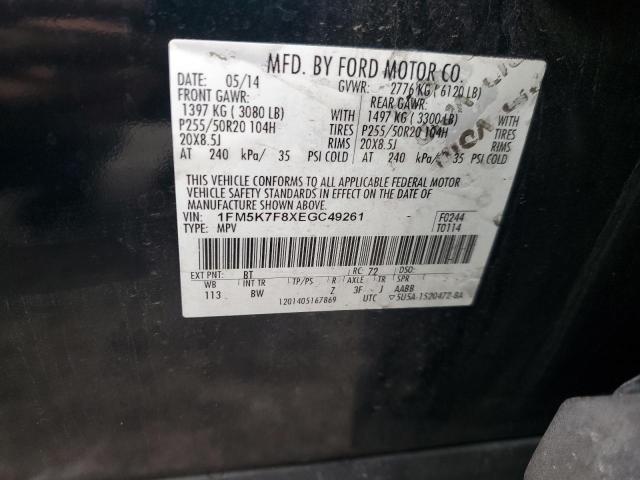 MFD. BY FORD MOTOR CO.
DATE: 05/14 GVWR: 2776 KG ( 6120 LB)
FRONT GAWR: REAR GAWR:
1397 KG ( 3080 LB) WITH 1497 KG ( 3300 LB) WITH
P255/50R20 104H TIRES P255/50R20 104H TIRES
20X8.5J RIMS 20X8.5J RIMS
AT 240 kPa/ 35 PSI COLD AT 240 kPa/ 35 PSI COLD
THIS VEHICLE CONFORMS TO ALL APPLICABLE FEDERAL MOTOR
VEHICLE SAFETY STANDARDS IN EFFECT ON THE DATE OF
MANUFACTURE SHOWN ABOVE.
VIN: 1FM5K7F8XEGC49261 F0244
TYPE: MPV T0114
EXT PNT: BT RC: 72 DSO:
WB INT TR TP/PS R AXLE TR SPR
113 BW Z 3F J AABB
1201405167869 UTC ▽5U5A-1520472-BA